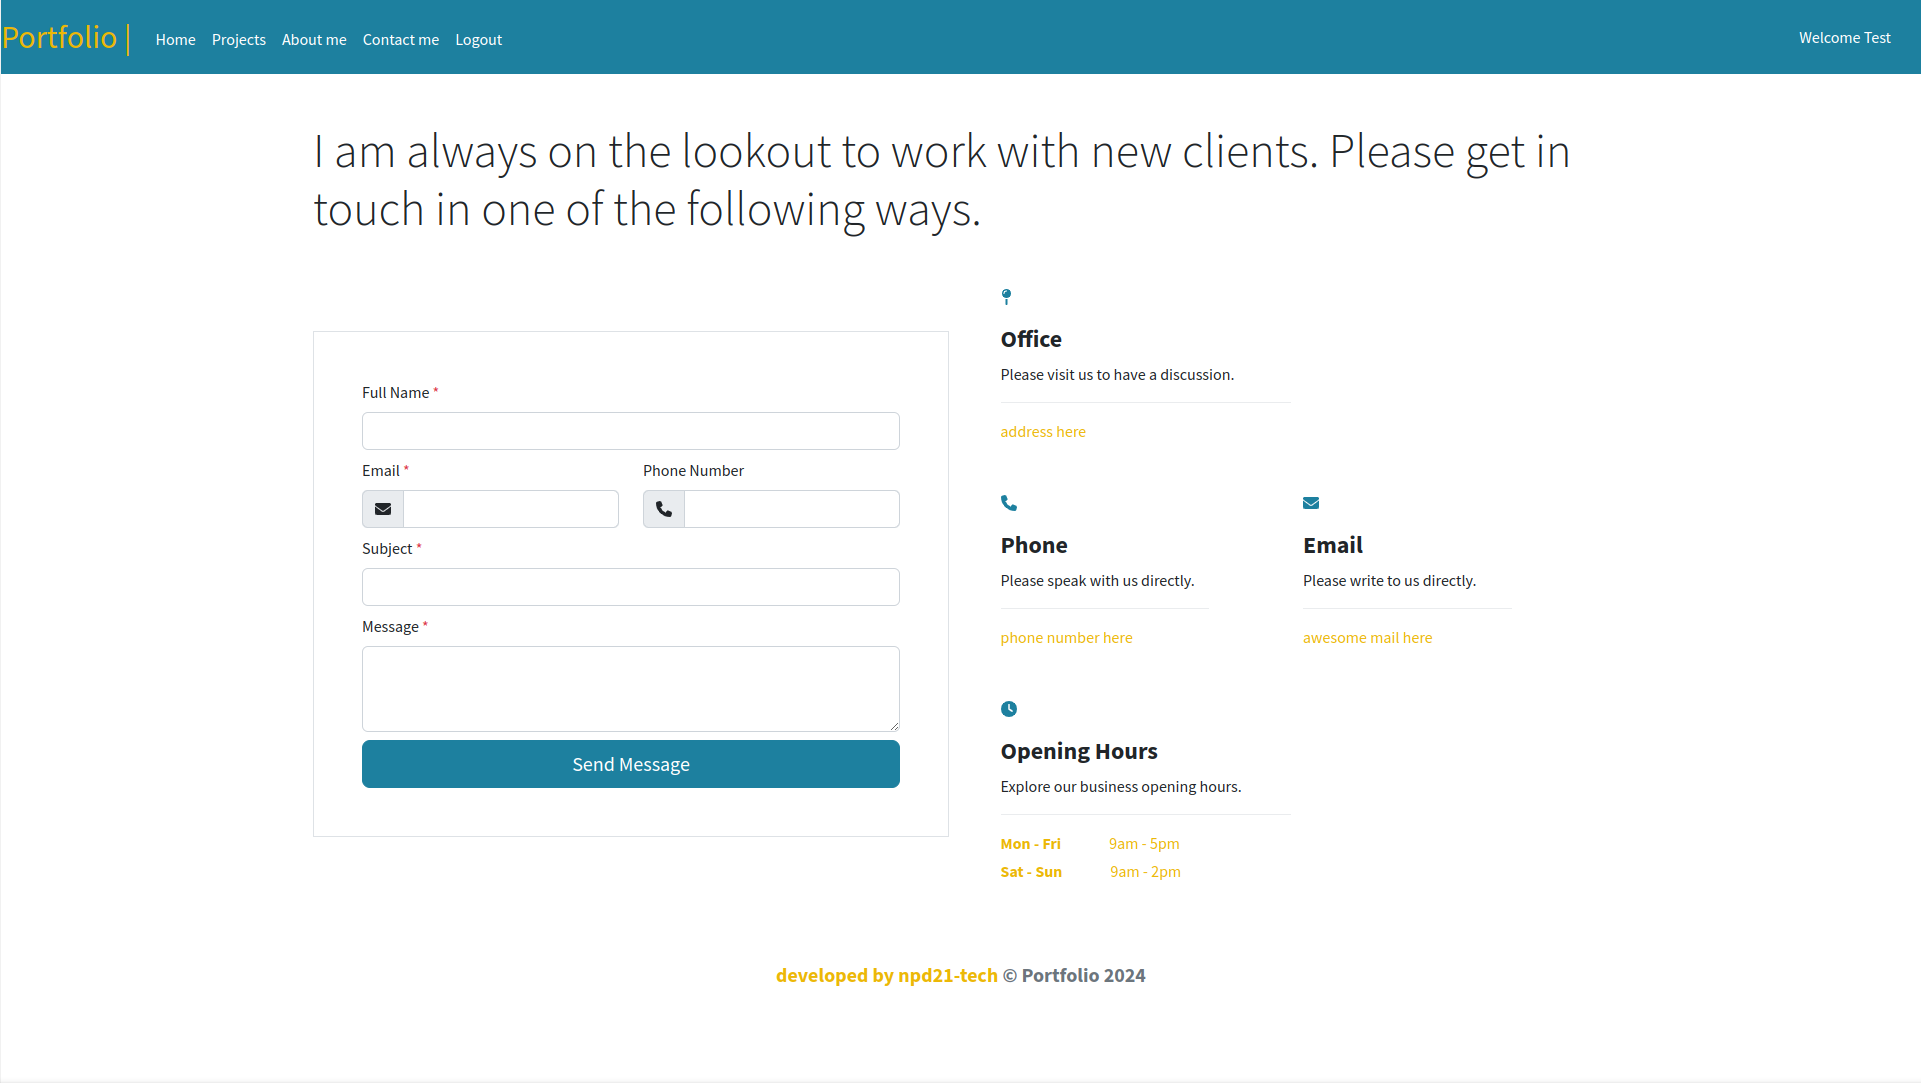 Portfolio |
Home Projects About me Contact me Logout
Welcome Test
I am always on the lookout to work with new clients. Please get in
touch in one of the following ways.
Full Name *
Email *
Phone Number
Subject *
Message *
Send Message
Office
Please visit us to have a discussion.
address here
Phone
Please speak with us directly.
phone number here
Email
Please write to us directly.
awesome mail here
Opening Hours
Explore our business opening hours.
Mon - Fri 9am - 5pm
Sat - Sun 9am - 2pm
developed by npd21-tech © Portfolio 2024